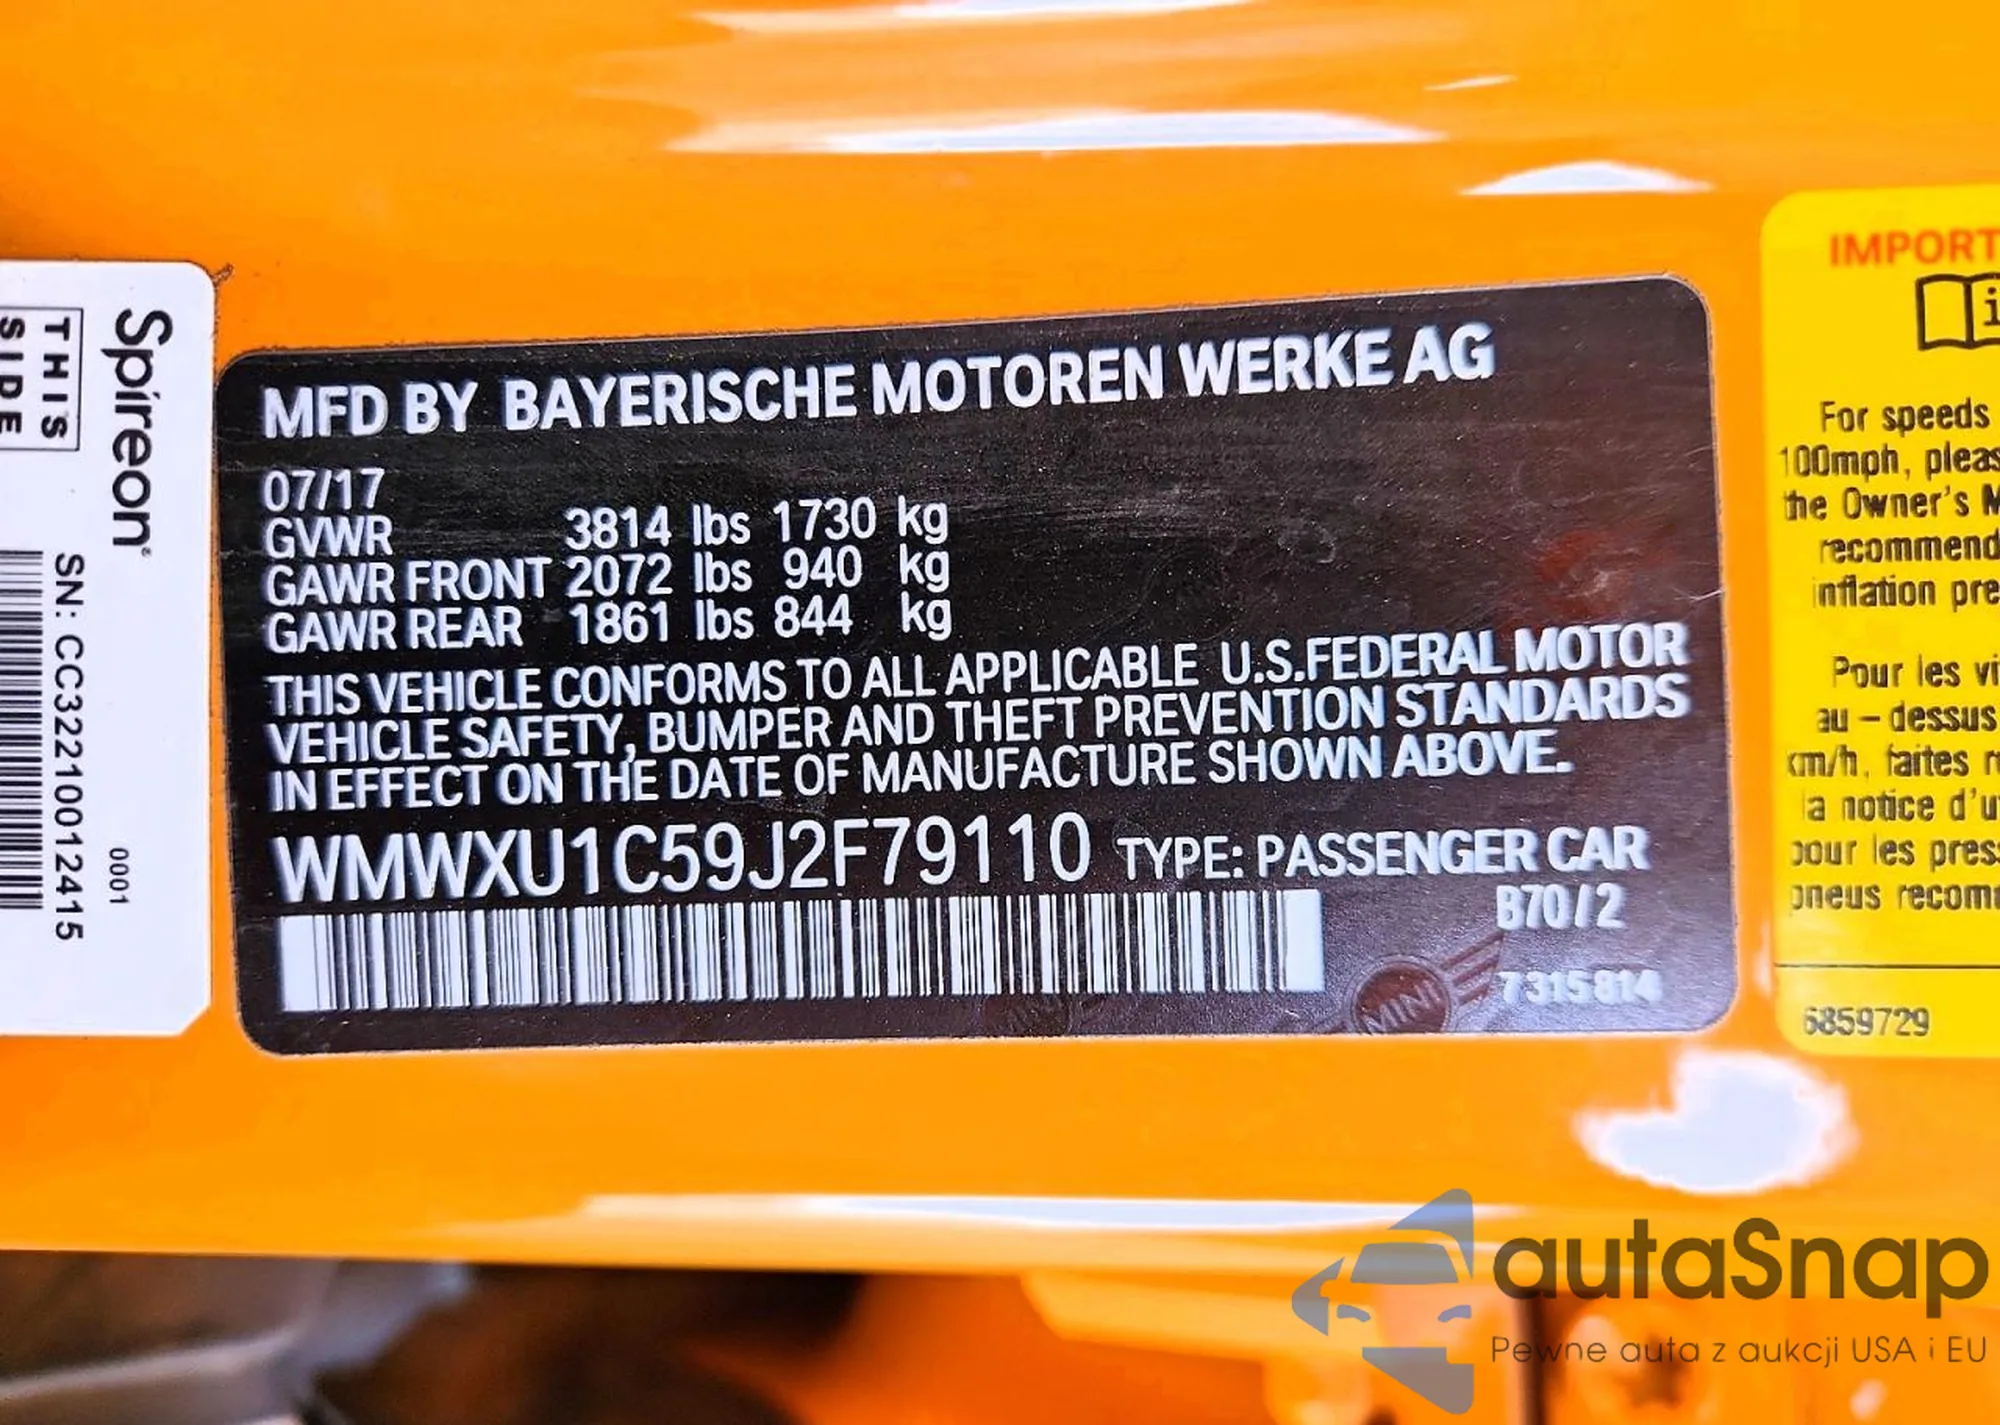 THIS
SIDE
Spireon
SN: CC3221001 2415
0001
MFD BY BAYERISCHE MOTOREN WERKE AG
07/17
GVWR 3814 lbs 1730 kg
GAWR FRONT 2072 lbs 940 kg
GAWR REAR 1861 lbs 844 kg
THIS VEHICLE CONFORMS TO ALL APPLICABLE U.S.FEDERAL MOTOR
VEHICLE SAFETY, BUMPER AND THEFT PREVENTION STANDARDS
IN EFFECT ON THE DATE OF MANUFACTURE SHOWN ABOVE.
WMWXU1C59J2F79110 TYPE: PASSENGER CAR
B70/2
7315814
MINI
IMPORT
i
For speeds
100mph, pleas
the Owner's M
recommend
inflation pre
Pour les vi
au – dessus
km/h, faites r
la notice d'u
pour les press
pneus recom
6859729
autaSnap
Pewne auta z aukcji USA i EU